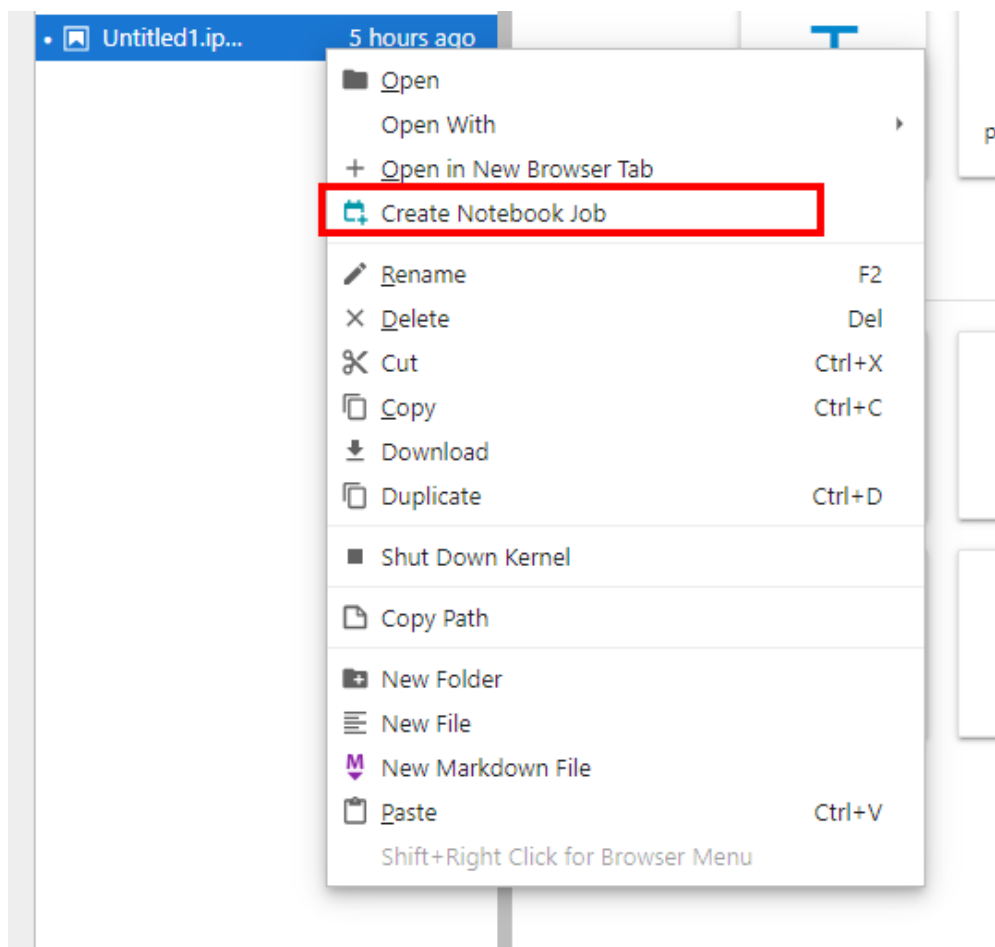 Untitled1.ip... 5 hours ago
Open
Open With
Open in New Browser Tab
Create Notebook Job
Rename F2
Delete Del
Cut Ctrl+X
Copy Ctrl+C
Download
Duplicate Ctrl+D
Shut Down Kernel
Copy Path
New Folder
New File
New Markdown File
Paste Ctrl+V
Shift+Right Click for Browser Menu